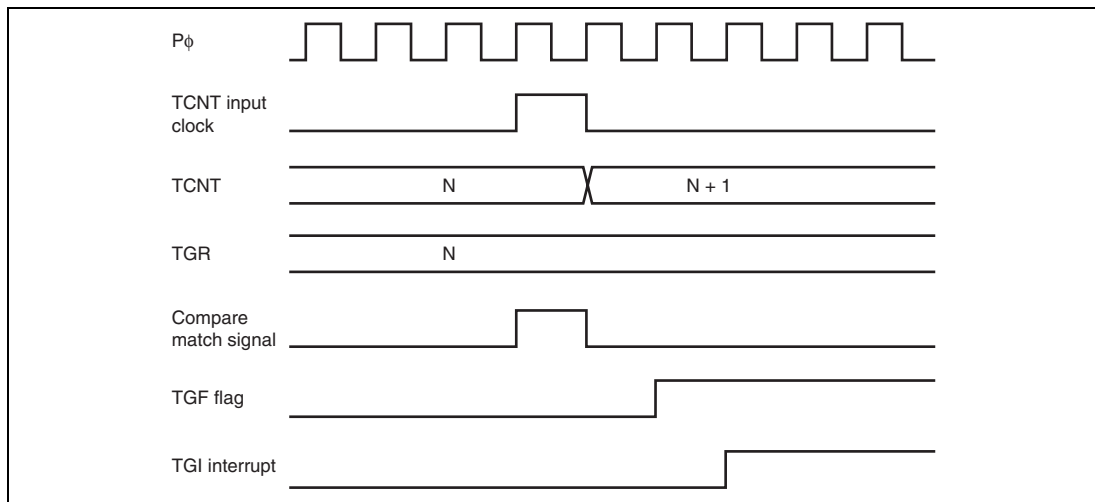 Pϕ
TCNT input
clock
TCNT
N
N + 1
TGR
N
Compare
match signal
TGF flag
TGI interrupt